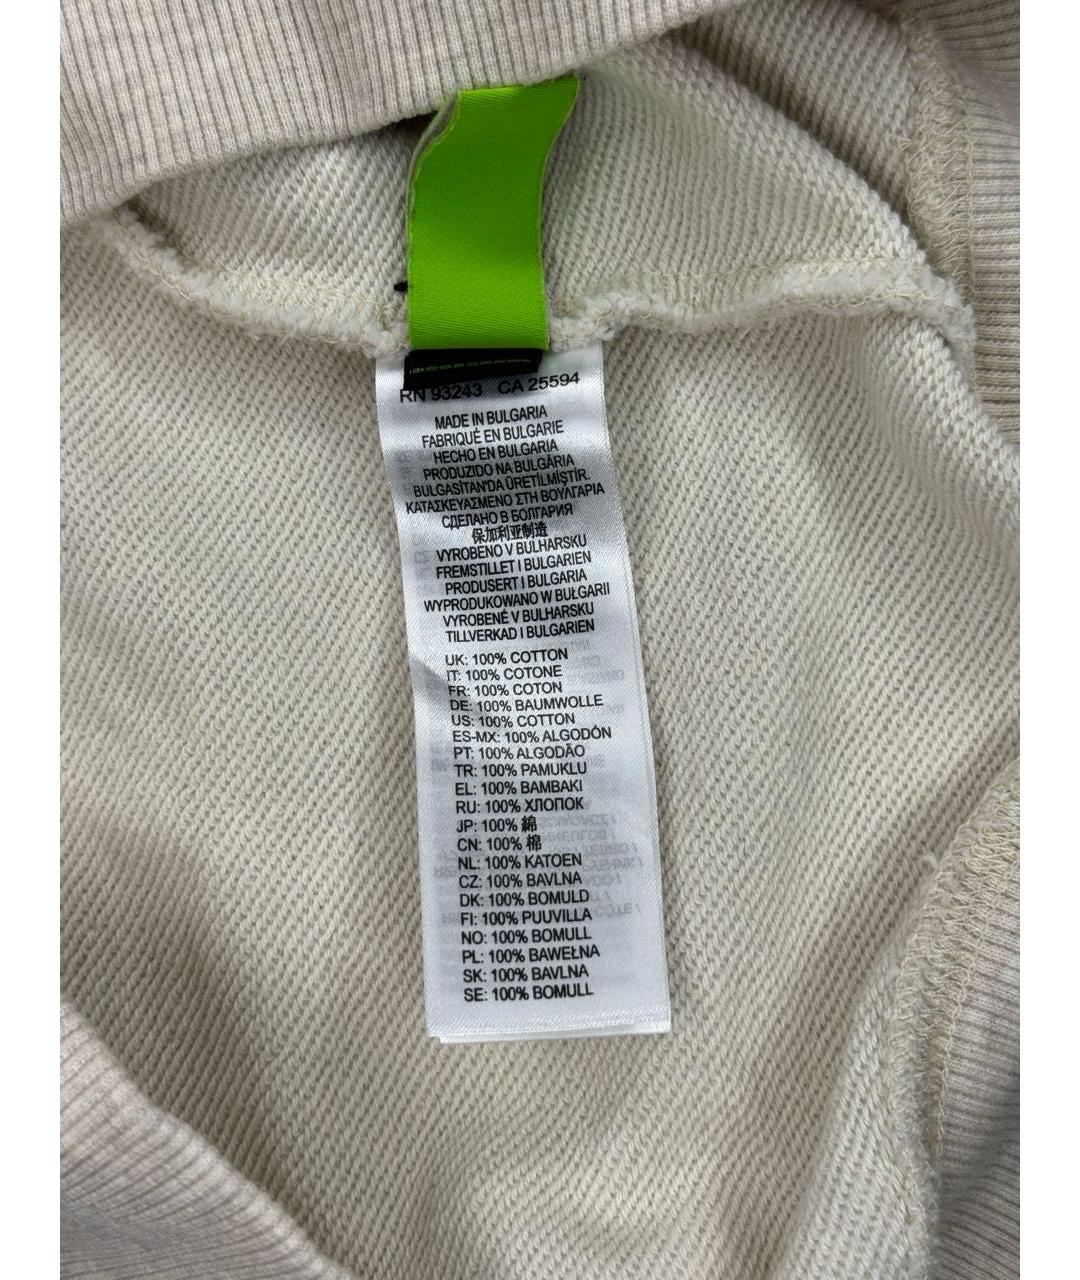 RN 93243 CA 25594
MADE IN BULGARIA
FABRIQUÉ EN BULGARIE
HECHO EN BULGARIA
PRODUZIDO NA BULGÁRIA
BULGASİTAN'DA ÜRETİLMİŞTİR.
ΚΑΤΑΣΚΕΥΑΣΜΕΝΟ ΣΤΗ ΒΟΥΛΓΑΡΙΑ
СДЕЛАНО В БОЛГАРИЯ
保加利亚制造
VYROBENO V BULHARSKU
FREMSTILLET I BULGARIEN
PRODUSERT I BULGARIA
WYPRODUKOWANO W BUŁGARII
VYROBENÉ V BULHARSKU
TILLVERKAD I BULGARIEN
UK: 100% COTTON
IT: 100% COTONE
FR: 100% COTON
DE: 100% BAUMWOLLE
US: 100% COTTON
ES-MX: 100% ALGODÓN
PT: 100% ALGODÃO
TR: 100% PAMUKLU
EL: 100% ΒΑΜΒΑΚΙ
RU: 100% ХЛОПОК
JP: 100% 綿
CN: 100% 棉
NL: 100% KATOEN
CZ: 100% BAVLNA
DK: 100% BOMULD
FI: 100% PUUVILLA
NO: 100% BOMULL
PL: 100% BAWEŁNA
SK: 100% BAVLNA
SE: 100% BOMULL